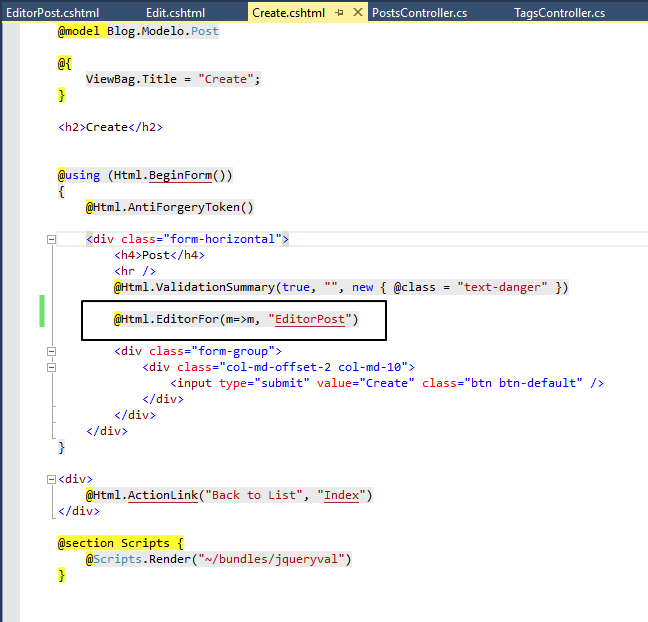 EditorPost.cshtml Edit.cshtml Create.cshtml PostsController.cs TagsController.cs
@model Blog.Modelo.Post
@{
ViewBag.Title = "Create";
}
<h2>Create</h2>
@using (Html.BeginForm())
{
@Html.AntiForgeryToken()
<div class="form-horizontal">
<h4>Post</h4>
<hr />
@Html.ValidationSummary(true, "", new { @class = "text-danger" })
@Html.EditorFor(m=>m, "EditorPost")
<div class="form-group">
<div class="col-md-offset-2 col-md-10">
<input type="submit" value="Create" class="btn btn-default" />
</div>
</div>
</div>
}
<div>
@Html.ActionLink("Back to List", "Index")
</div>
@section Scripts {
@Scripts.Render("~/bundles/jqueryval")
}